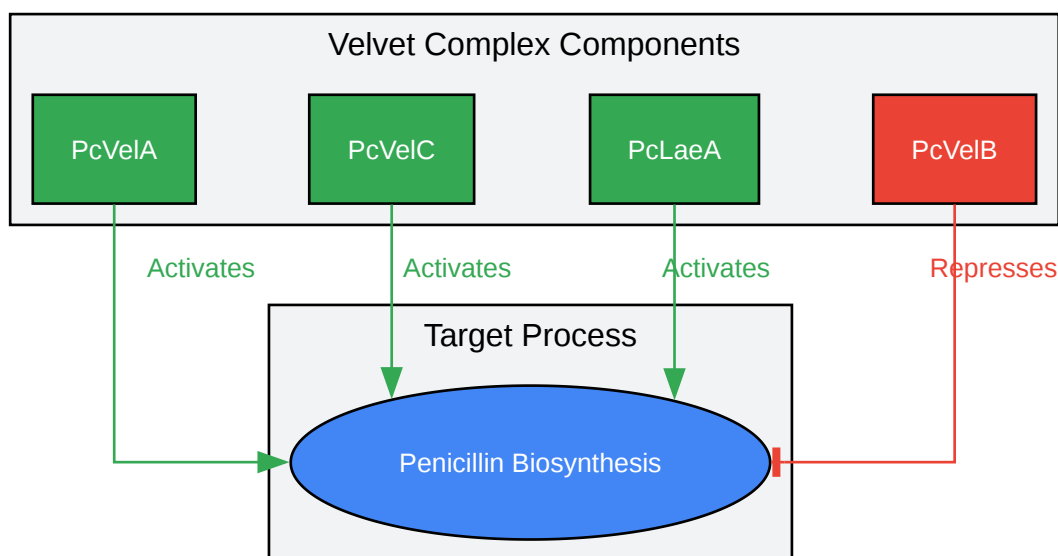 Velvet Complex Components
PcVelA
PcVelC
PcLaeA
PcVelB
Activates
Activates
Activates
Represses
Target Process
Penicillin Biosynthesis